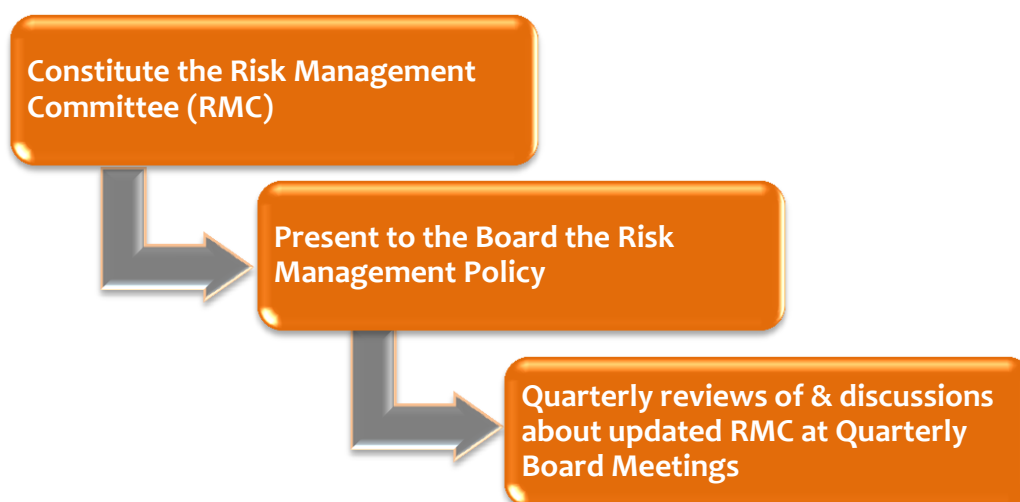 Constitute the Risk Management
Committee (RMC)
Present to the Board the Risk
Management Policy
Quarterly reviews of & discussions
about updated RMC at Quarterly
Board Meetings